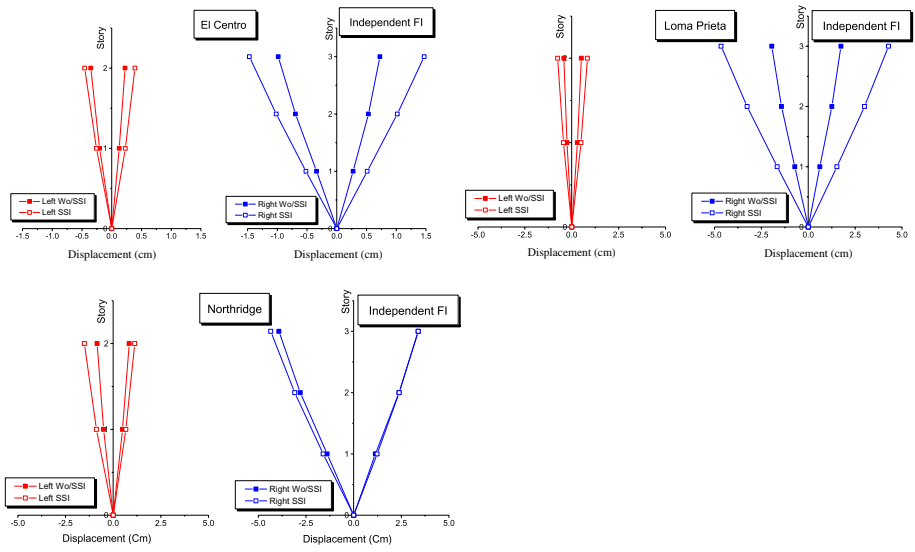 El Centro
Independent FI
Story
2
1
0
Left Wo/SSI
Left SSI
-1.5 -1.0 -0.5 0.0 0.5 1.0 1.5
Displacement (cm)
Story
3
2
1
0
Right Wo/SSI
Right SSI
-1.5 -1.0 -0.5 0.0 0.5 1.0 1.5
Displacement (cm)
Loma Prieta
Independent FI
Story
2
1
0
Left Wo/SSI
Left SSI
-5.0 -2.5 0.0 2.5 5.0
Displacement (cm)
Story
3
2
1
0
Right Wo/SSI
Right SSI
-5.0 -2.5 0.0 2.5 5.0
Displacement (cm)
Northridge
Independent FI
Story
2
1
0
Left Wo/SSI
Left SSI
-5.0 -2.5 0.0 2.5 5.0
Displacement (Cm)
Story
3
2
1
0
Right Wo/SSI
Right SSI
-5.0 -2.5 0.0 2.5 5.0
Displacement (Cm)